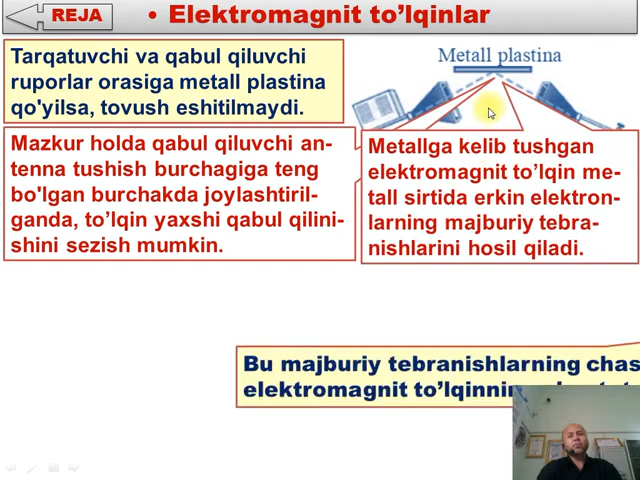 REJA
• Elektromagnit to’lqinlar
Tarqatuvchi va qabul qiluvchi
ruporlar orasiga metall plastina
qo'yilsa, tovush eshitilmaydi.
Metall plastina
Mazkur holda qabul qiluvchi an-
tenna tushish burchagiga teng
bo'lgan burchakda joylashtiril-
ganda, to’lqin yaxshi qabul qilini-
shini sezish mumkin.
Metallga kelib tushgan
elektromagnit to’lqin me-
tall sirtida erkin elektron-
larning majburiy tebra-
nishlarini hosil qiladi.
Bu majburiy tebranishlarning chas
elektromagnit to’lqinnin